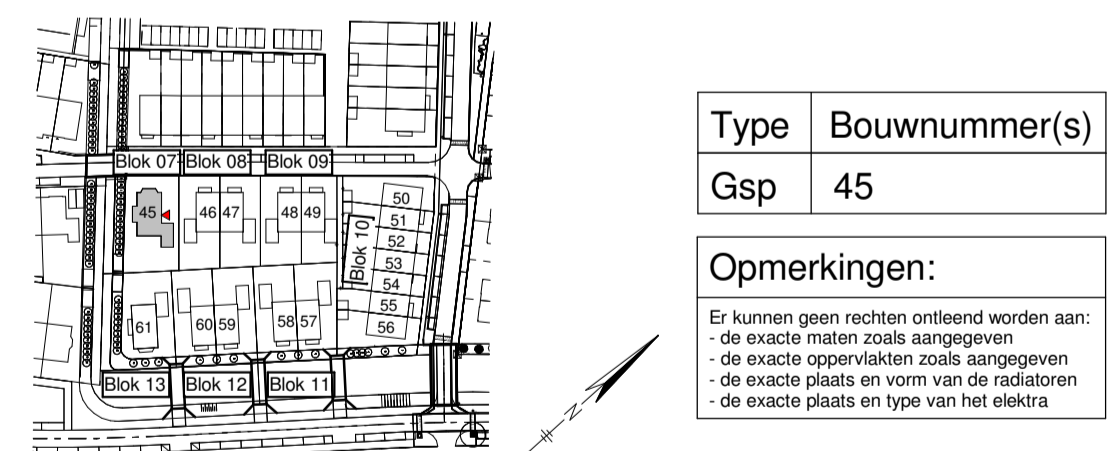 Blok 07 Blok 08 Blok 09
45 46 47 48 49
50
51
52
53
54
55
56
Blok 10
61 60 59 58 57
Blok 13 Blok 12 Blok 11
N
Type Bouwnummer(s)
Gsp 45
Opmerkingen:
Er kunnen geen rechten ontleend worden aan:
- de exacte maten zoals aangegeven
- de exacte oppervlakten zoals aangegeven
- de exacte plaats en vorm van de radiatoren
- de exacte plaats en type van het elektra